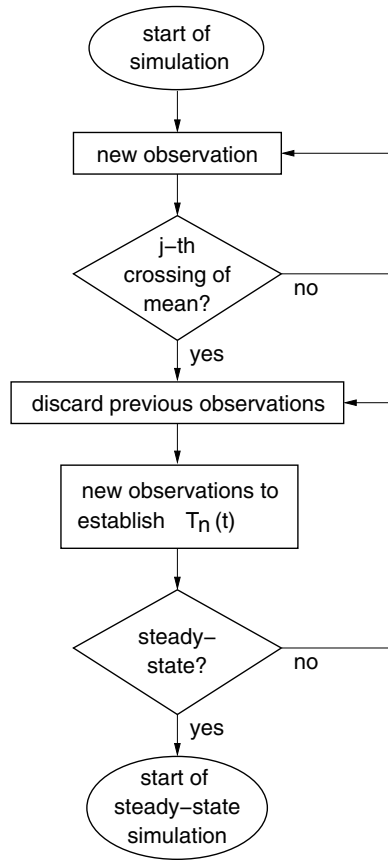 start of
simulation
new observation
j−th
crossing of
mean?
no
yes
discard previous observations
new observations to
establish Tn(t)
steady−
state?
no
yes
start of
steady−state
simulation